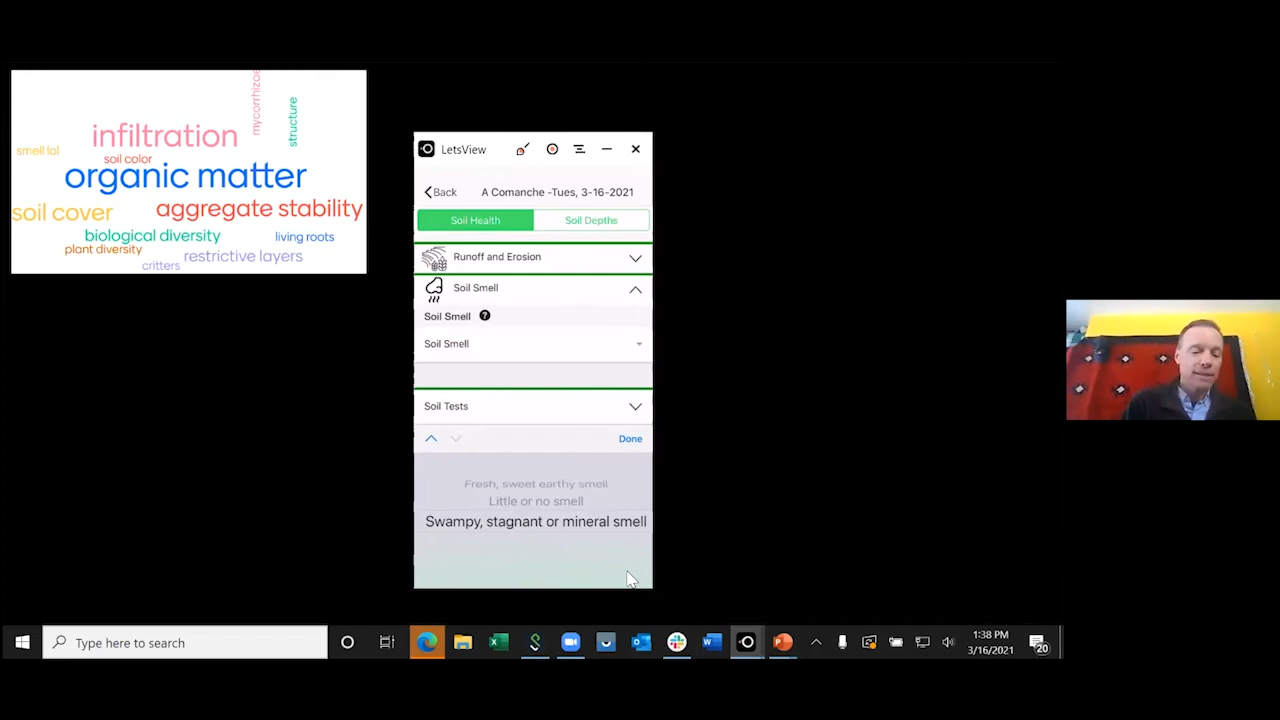 mycorrhizae
structure
infiltration
smell lol
soil color
organic matter
soil cover
aggregate stability
biological diversity
living roots
plant diversity
restrictive layers
critters
LetsView
Back
A Comanche -Tues, 3-16-2021
Soil Health
Soil Depths
Runoff and Erosion
Soil Smell
Soil Smell ?
Soil Smell
Soil Tests
Done
Fresh, sweet earthy smell
Little or no smell
Swampy, stagnant or mineral smell
Type here to search
1:38 PM
3/16/2021
20